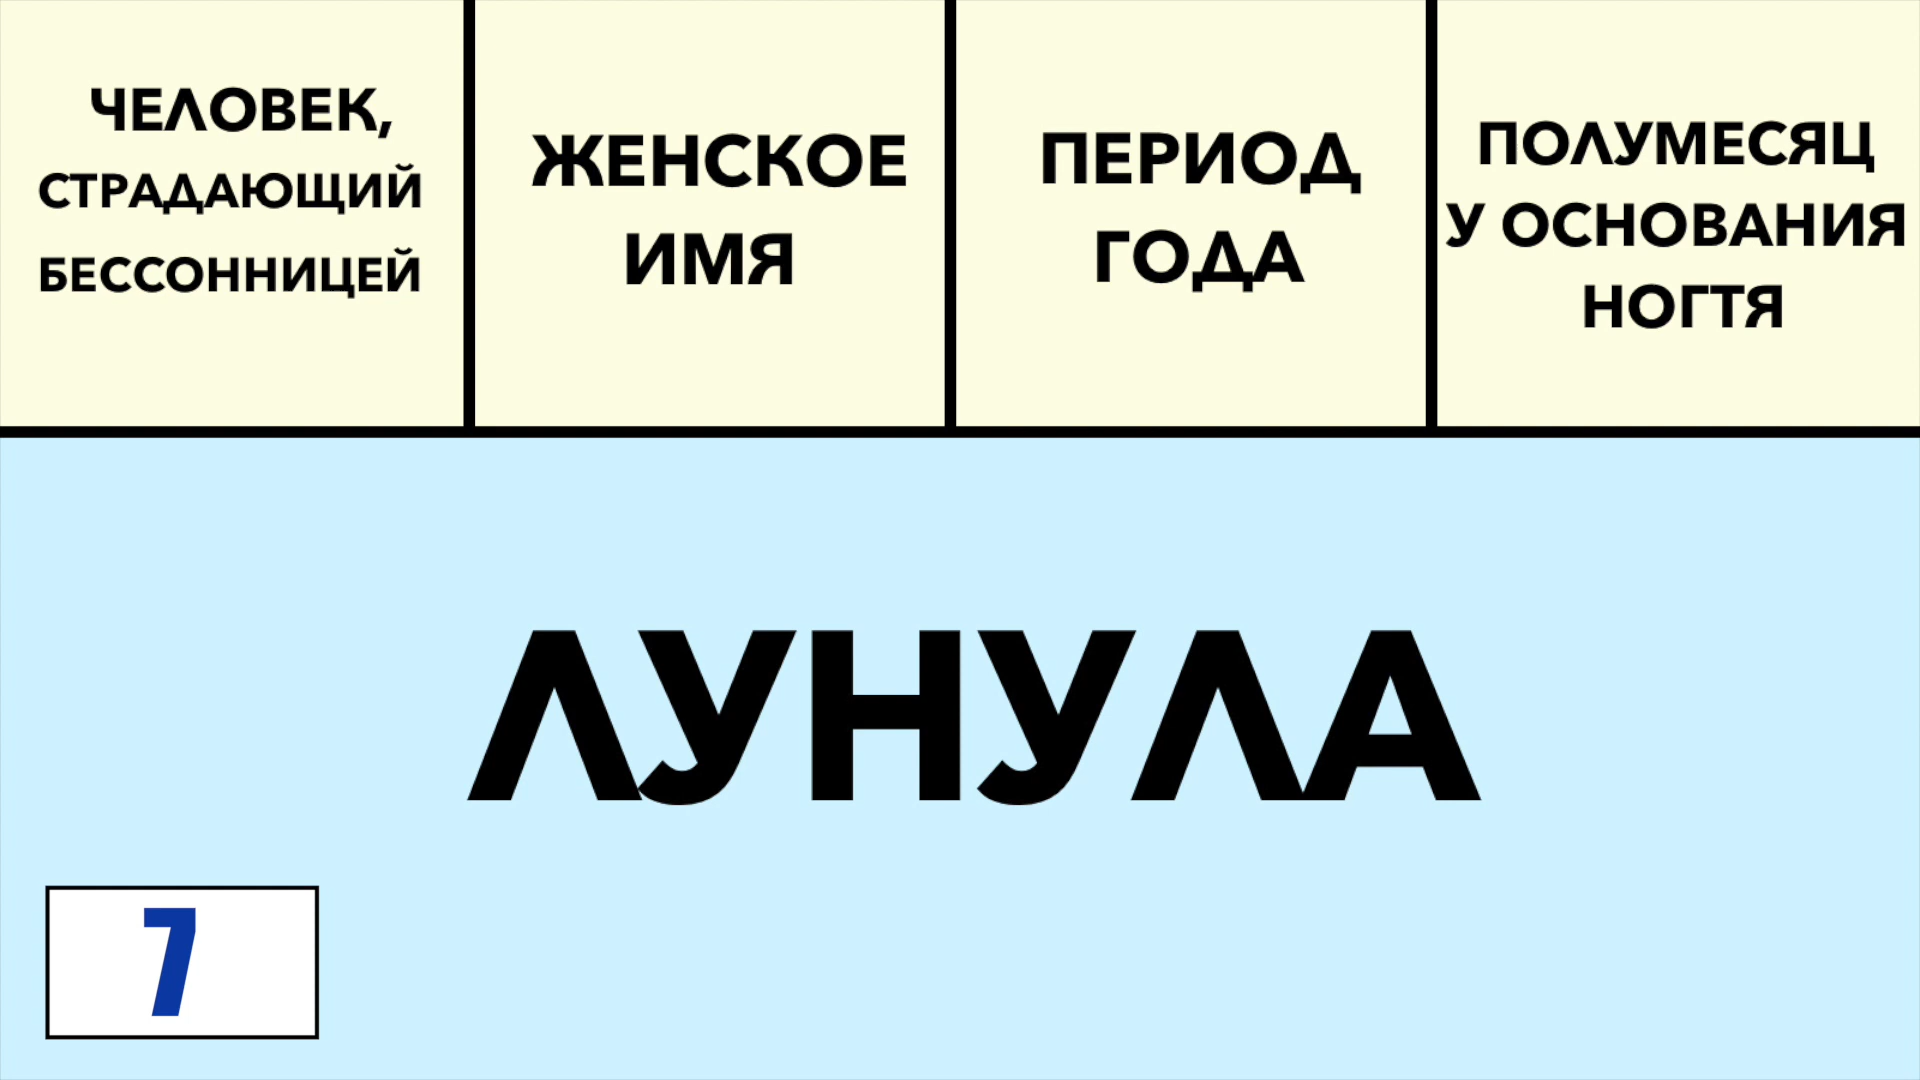 ЧЕЛОВЕК,
СТРАДАЮЩИЙ
БЕССОННИЦЕЙ
ЖЕНСКОЕ
ИМЯ
ПЕРИОД
ГОДА
ПОЛУМЕСЯЦ
У ОСНОВАНИЯ
НОГТЯ
ЛУНУЛА
7